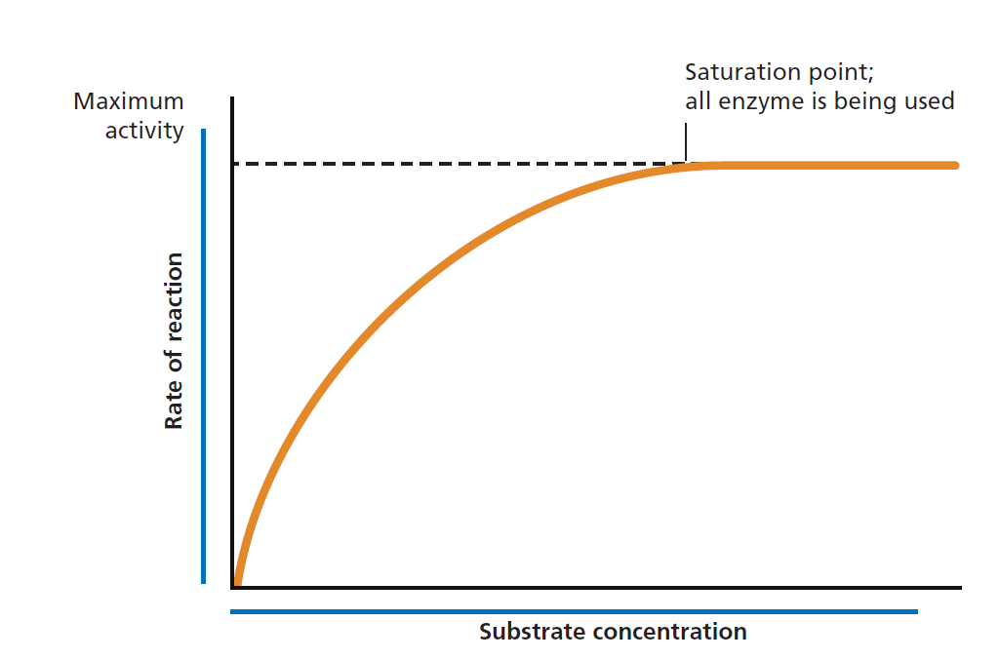 Saturation point;
all enzyme is being used
Maximum
activity
Rate of reaction
Substrate concentration